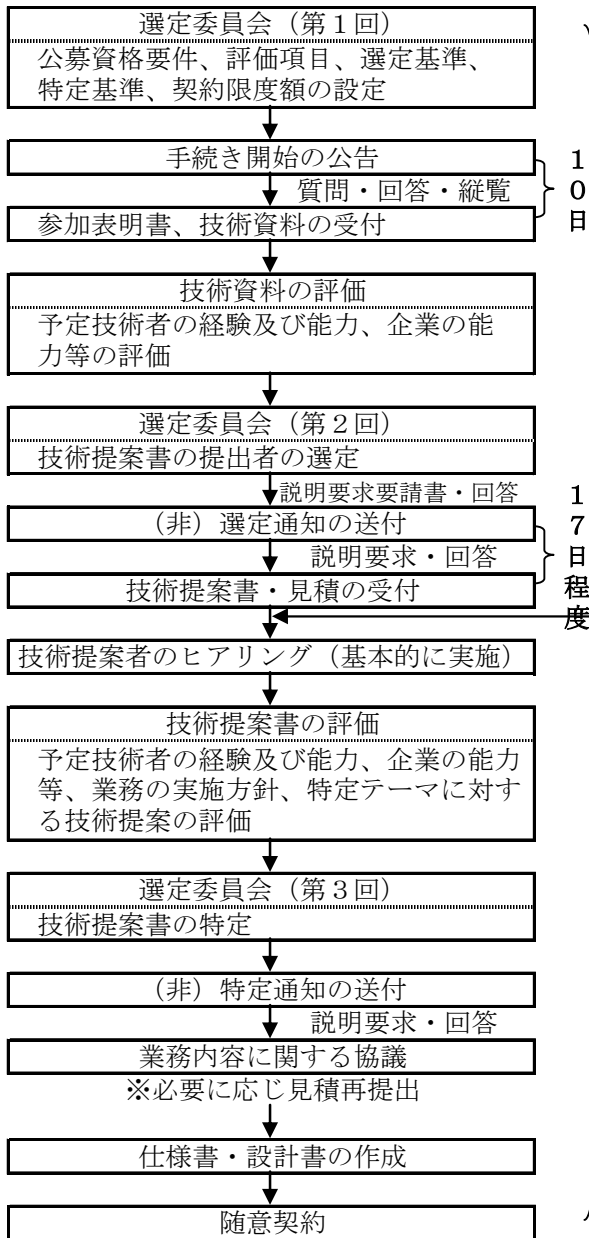 選定委員会（第１回）
公募資格要件、評価項目、選定基準、
特定基準、契約限度額の設定
手続き開始の公告
質問・回答・縦覧
参加表明書、技術資料の受付
１０日
技術資料の評価
予定技術者の経験及び能力、企業の能
力等の評価
選定委員会（第２回）
技術提案書の提出者の選定
説明要求要請書・回答
（非）選定通知の送付
説明要求・回答
技術提案書・見積の受付
１７日程度
技術提案者のヒアリング（基本的に実施）
技術提案書の評価
予定技術者の経験及び能力、企業の能力
等、業務の実施方針、特定テーマに対す
る技術提案の評価
選定委員会（第３回）
技術提案書の特定
（非）特定通知の送付
説明要求・回答
業務内容に関する協議
※必要に応じ見積再提出
仕様書・設計書の作成
随意契約